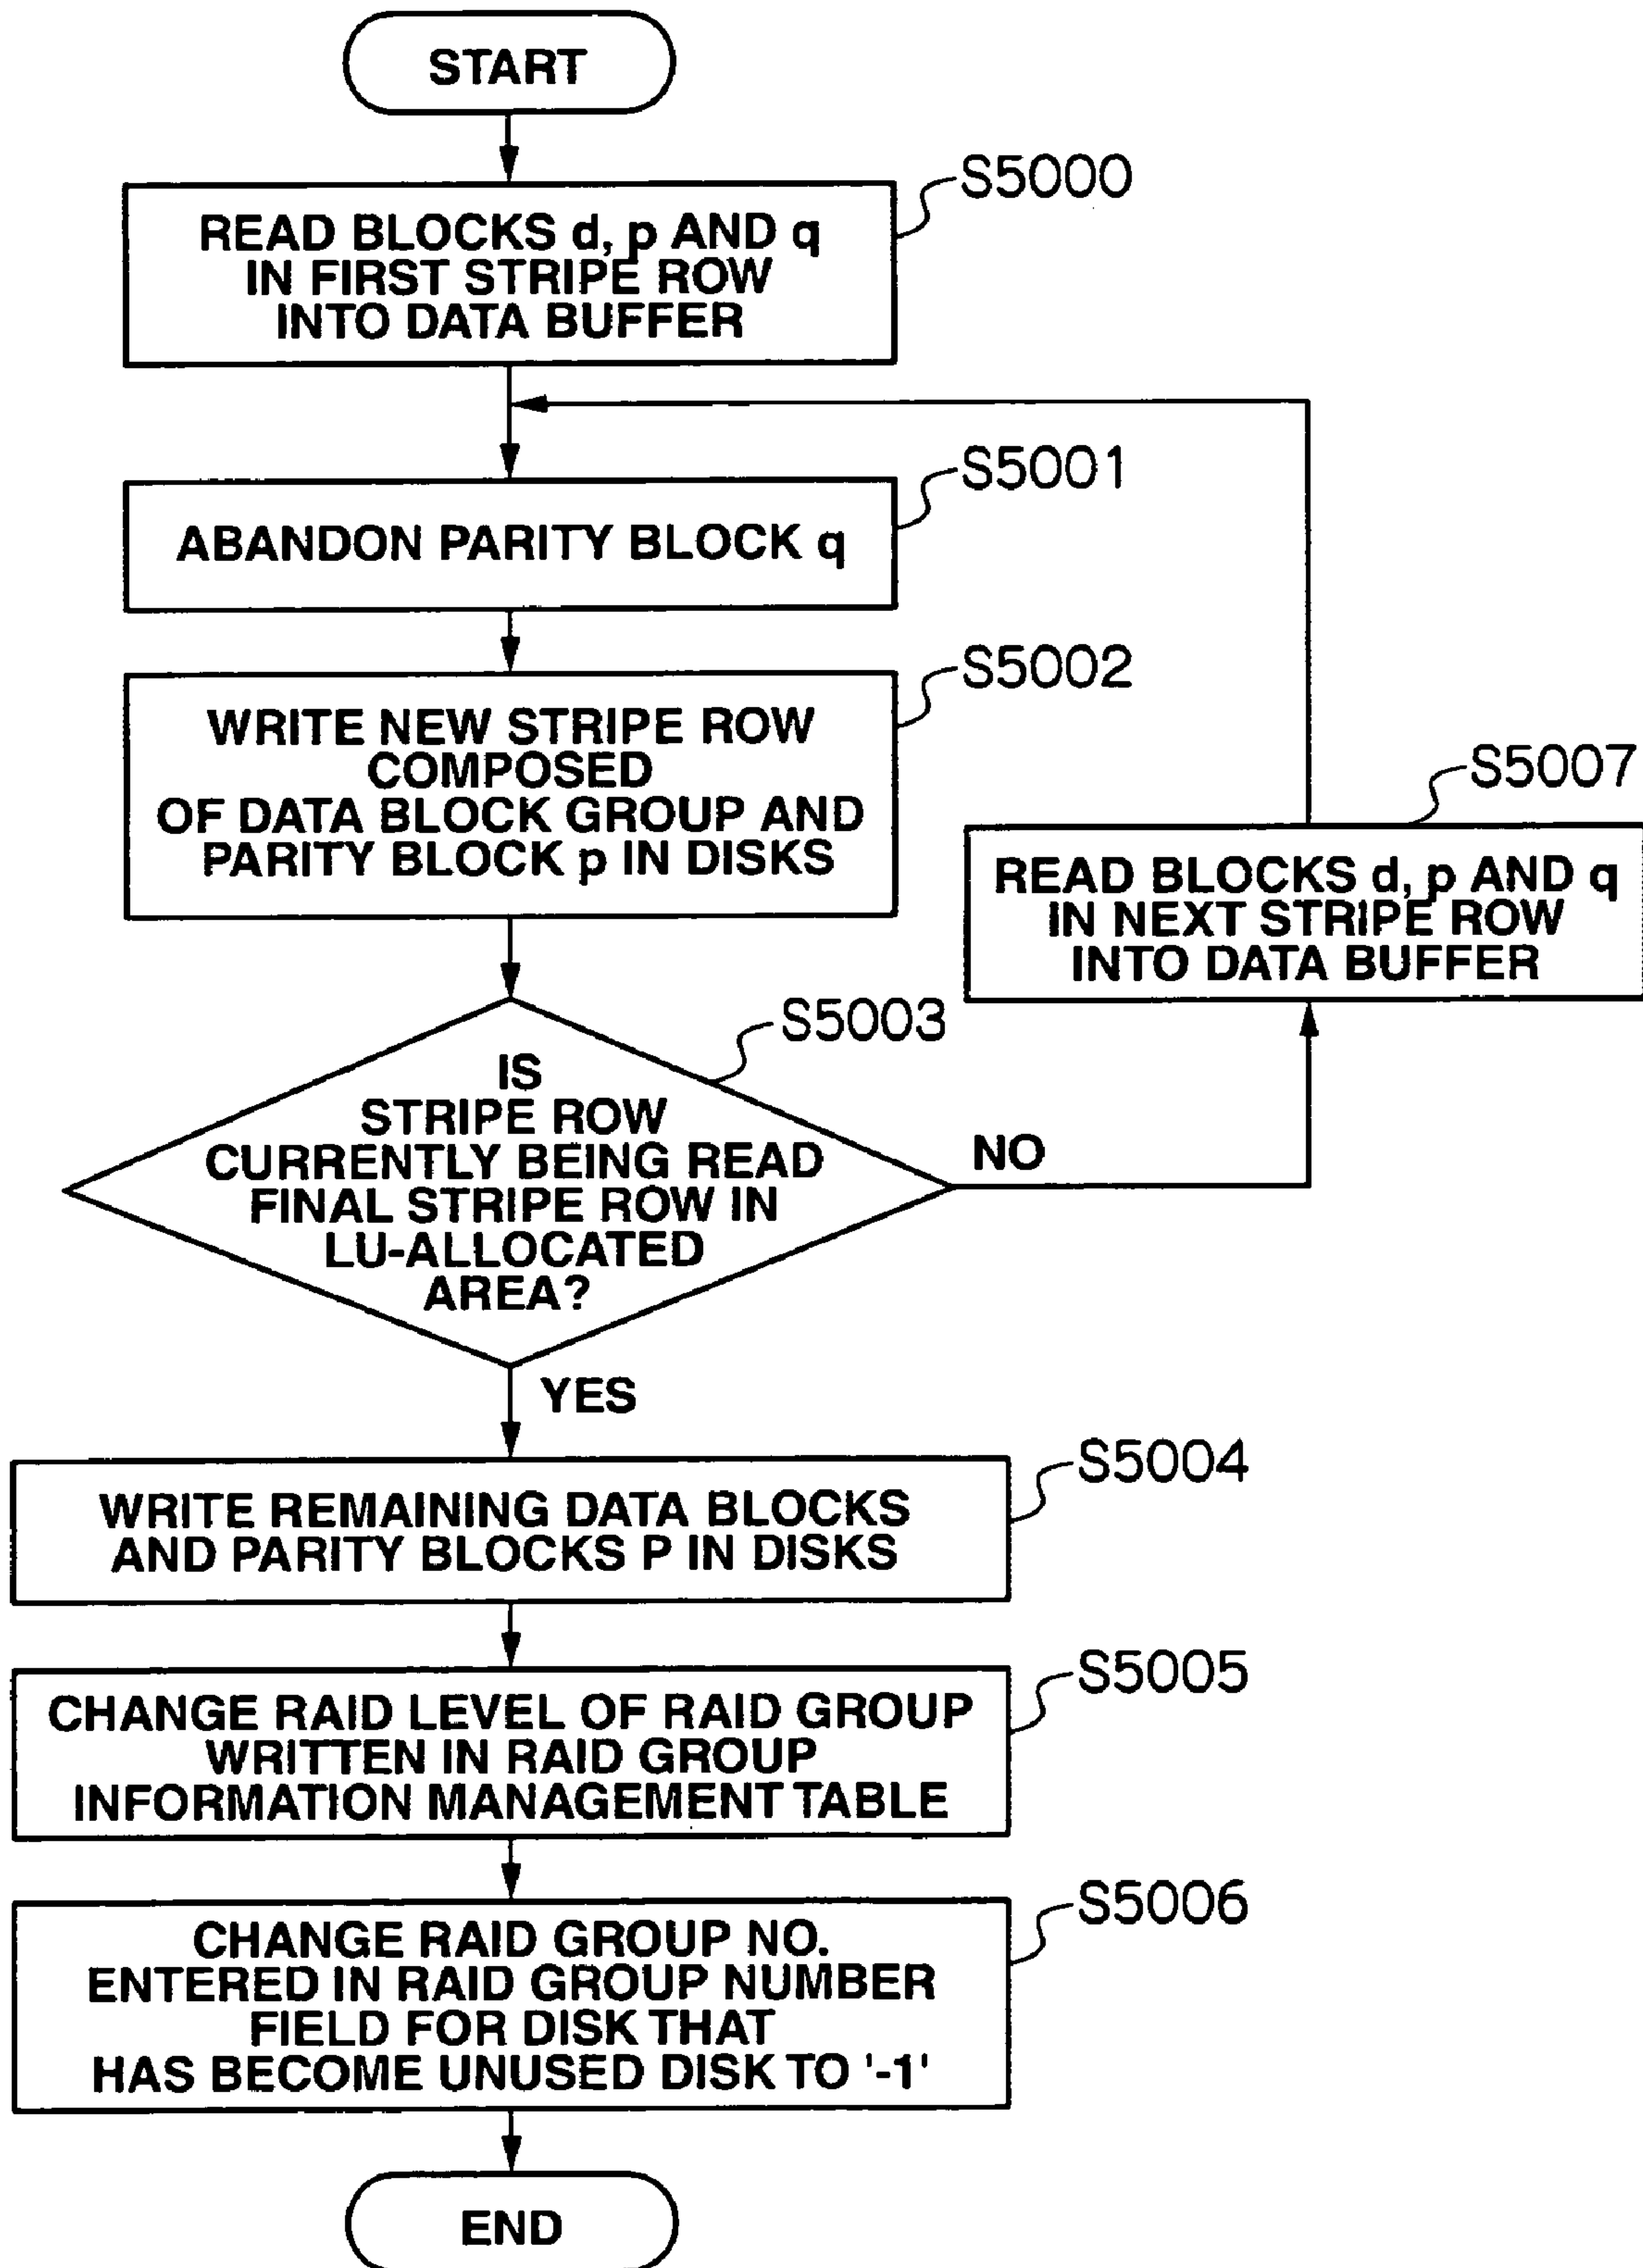 START
S5000
READ BLOCKS d, p AND q
IN FIRST STRIPE ROW
INTO DATA BUFFER
S5001
ABANDON PARITY BLOCK q
S5002
WRITE NEW STRIPE ROW
COMPOSED
OF DATA BLOCK GROUP AND
PARITY BLOCK p IN DISKS
S5007
READ BLOCKS d, p AND q
IN NEXT STRIPE ROW
INTO DATA BUFFER
S5003
IS
STRIPE ROW
CURRENTLY BEING READ
FINAL STRIPE ROW IN
LU-ALLOCATED
AREA?
NO
YES
S5004
WRITE REMAINING DATA BLOCKS
AND PARITY BLOCKS P IN DISKS
S5005
CHANGE RAID LEVEL OF RAID GROUP
WRITTEN IN RAID GROUP
INFORMATION MANAGEMENT TABLE
S5006
CHANGE RAID GROUP NO.
ENTERED IN RAID GROUP NUMBER
FIELD FOR DISK THAT
HAS BECOME UNUSED DISK TO '-1'
END